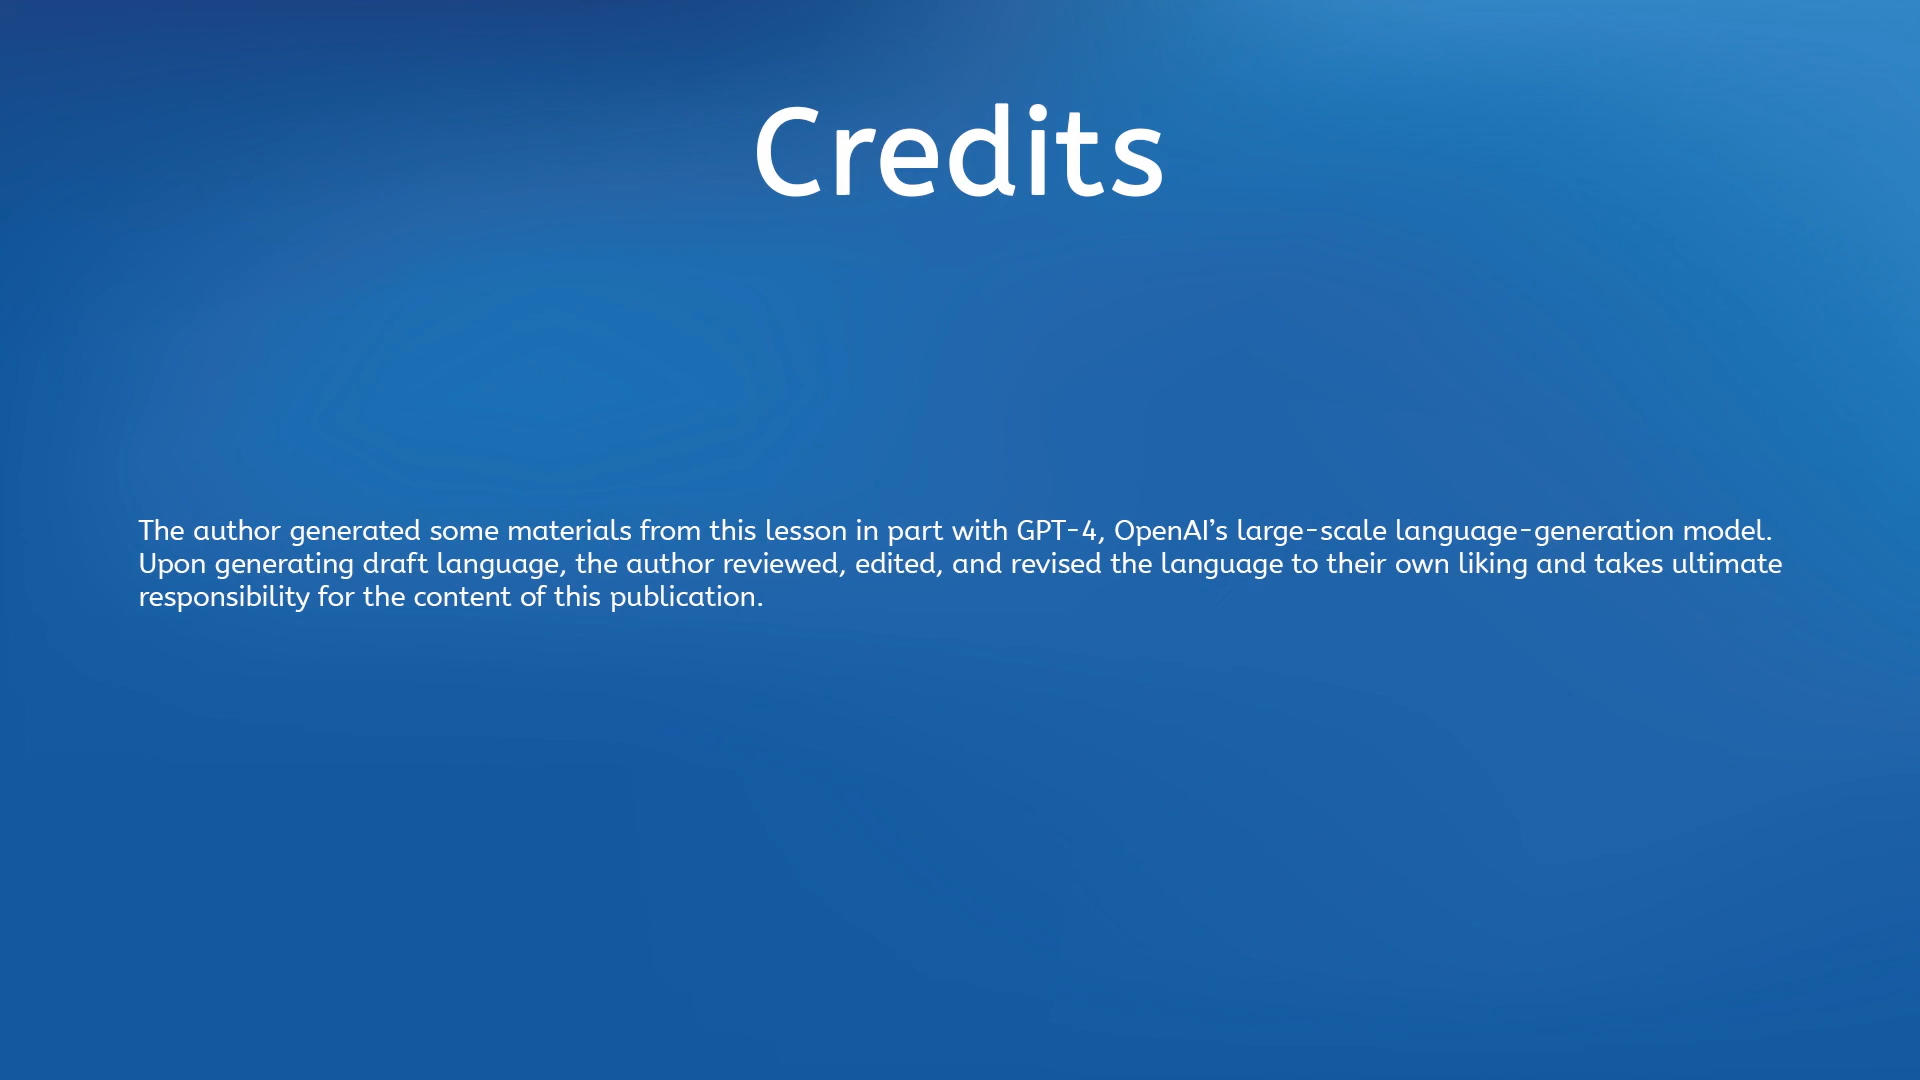 Credits
The author generated some materials from this lesson in part with GPT-4, OpenAI’s large-scale language-generation model.
Upon generating draft language, the author reviewed, edited, and revised the language to their own liking and takes ultimate
responsibility for the content of this publication.